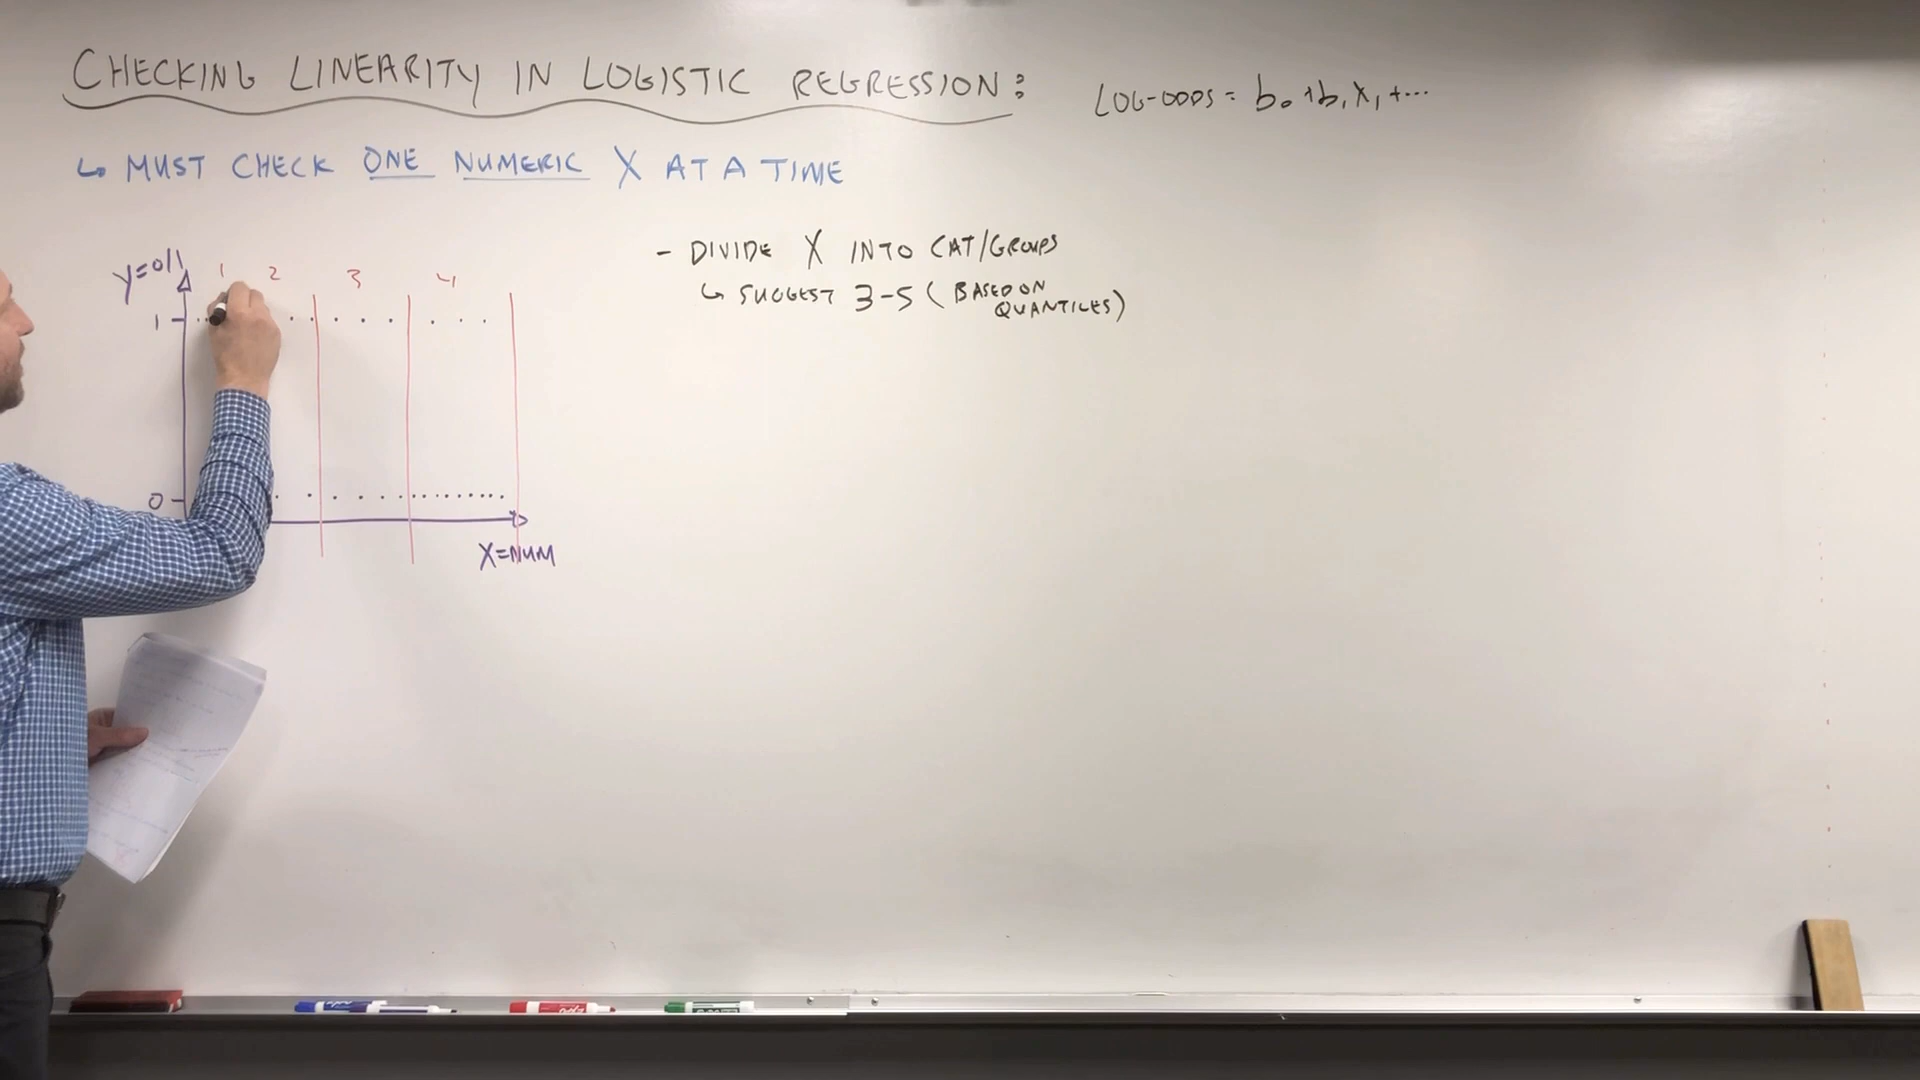 CHECKING LINEARITY IN LOGISTIC REGRESSION:
LOG-ODDS = b₀ + b₁X₁ + ...
↳ MUST CHECK ONE NUMERIC X AT A TIME
- DIVIDE X INTO CAT/GROUPS
↳ SUGGEST 3-5 (BASED ON QUANTILES)
Y=0/1
1 2 3 4
1
0
X=NUM